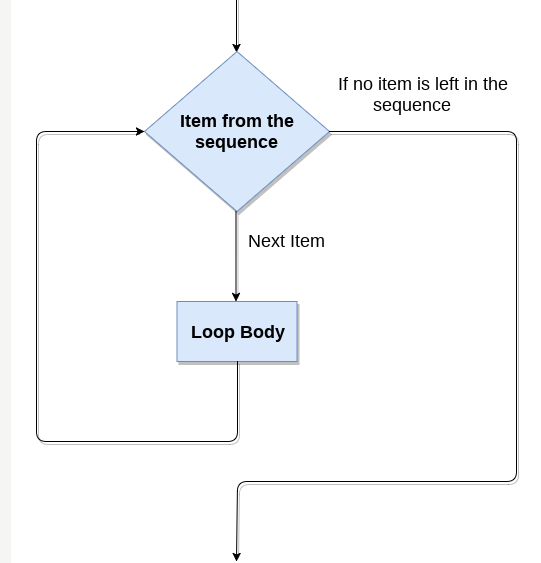 If no item is left in the
sequence
Item from the
sequence
Next Item
Loop Body